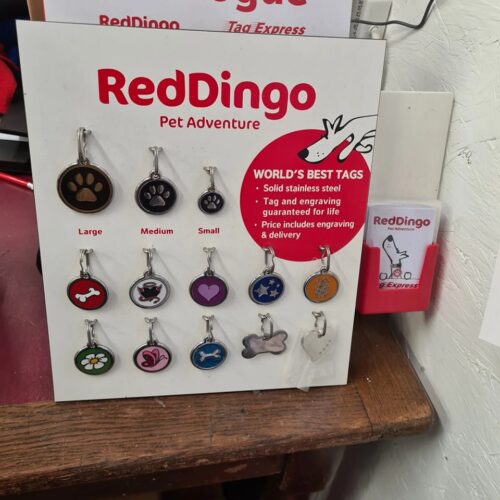 RedDingo
Tag Express
RedDingo
Pet Adventure
WORLD'S BEST TAGS
• Solid stainless steel
• Tag and engraving
guaranteed for life
• Price includes engraving
& delivery
Large
Medium
Small
RedDingo
Pet Adventure
g Express